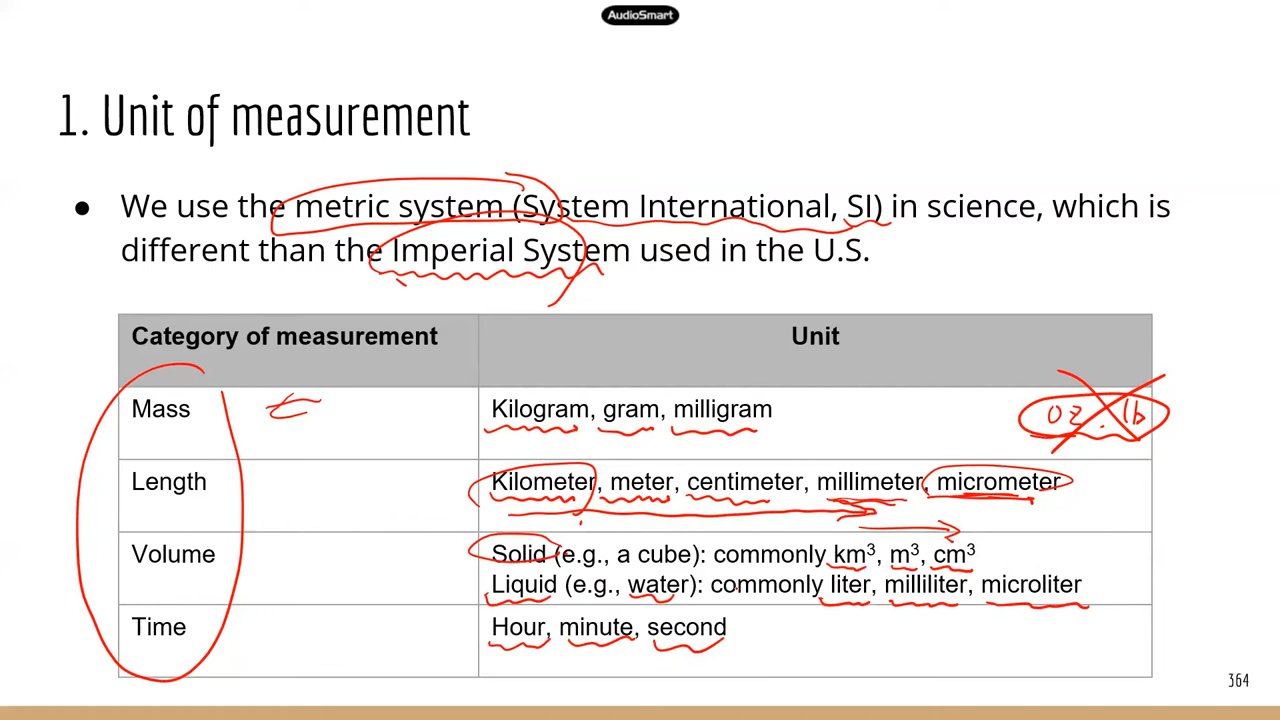 AudioSmart
1. Unit of measurement
● We use the metric system (System International, SI) in science, which is
different than the Imperial System used in the U.S.
Category of measurement Unit
Mass Kilogram, gram, milligram oz. lb
Length Kilometer, meter, centimeter, millimeter, micrometer
Volume Solid (e.g., a cube): commonly km³, m³, cm³
Liquid (e.g., water): commonly liter, milliliter, microliter
Time Hour, minute, second
364